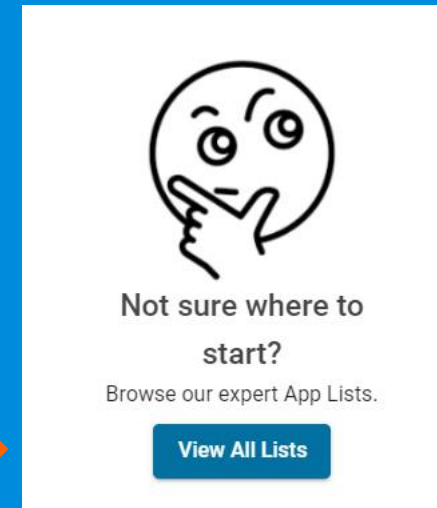 Not sure where to
start?
Browse our expert App Lists.
View All Lists